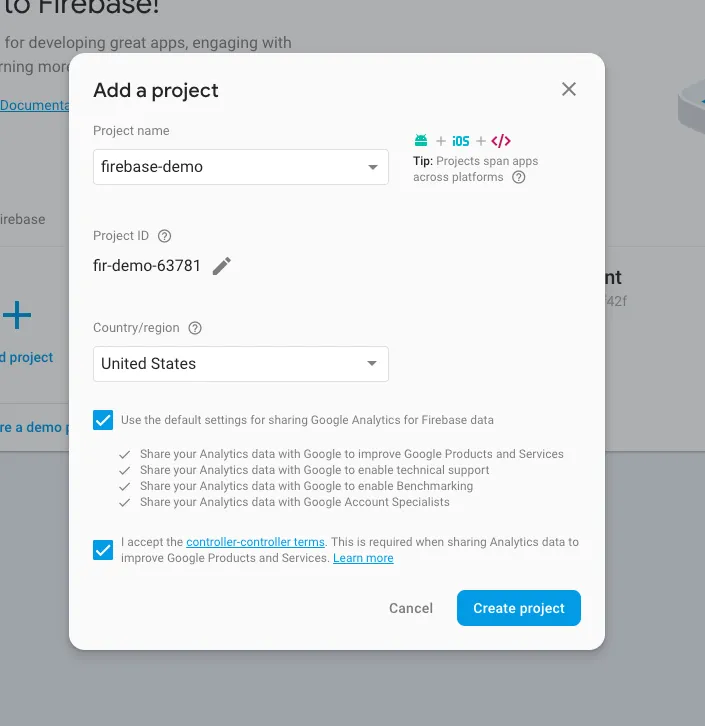 to Firebase!
for developing great apps, engaging with
Documenta
Add a project
Project name
firebase-demo
+ iOS + </>
Tip: Projects span apps
across platforms
Project ID
fir-demo-63781
Country/region
United States
Use the default settings for sharing Google Analytics for Firebase data
Share your Analytics data with Google to improve Google Products and Services
Share your Analytics data with Google to enable technical support
Share your Analytics data with Google to enable Benchmarking
Share your Analytics data with Google Account Specialists
I accept the controller-controller terms. This is required when sharing Analytics data to
improve Google Products and Services. Learn more
Cancel
Create project
rning more
irebase
d project
re a demo p
nt
42f